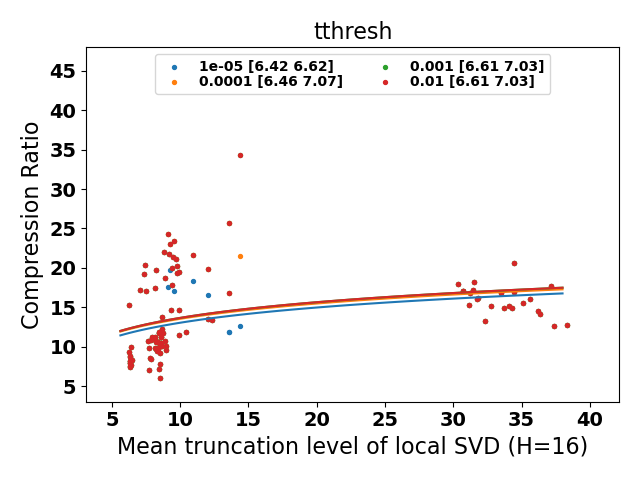 tthresh
1e-05 [6.42 6.62]
0.0001 [6.46 7.07]
0.001 [6.61 7.03]
0.01 [6.61 7.03]
Compression Ratio
45
40
35
30
25
20
15
10
5
5 10 15 20 25 30 35 40
Mean truncation level of local SVD (H=16)